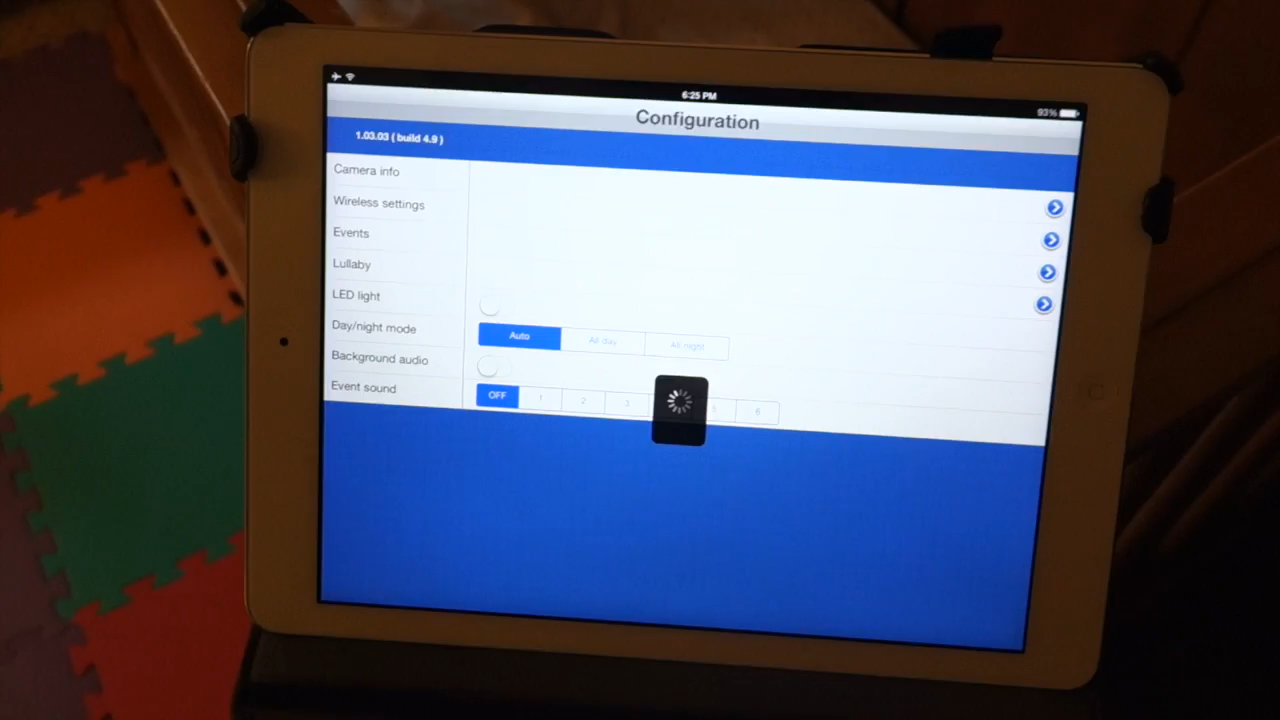 6:25 PM
93%
Configuration
1.03.03 ( build 4.9 )
Camera info
Wireless settings
Events
Lullaby
LED light
Day/night mode
Auto All day All night
Background audio
Event sound
OFF 1 2 3 5 6